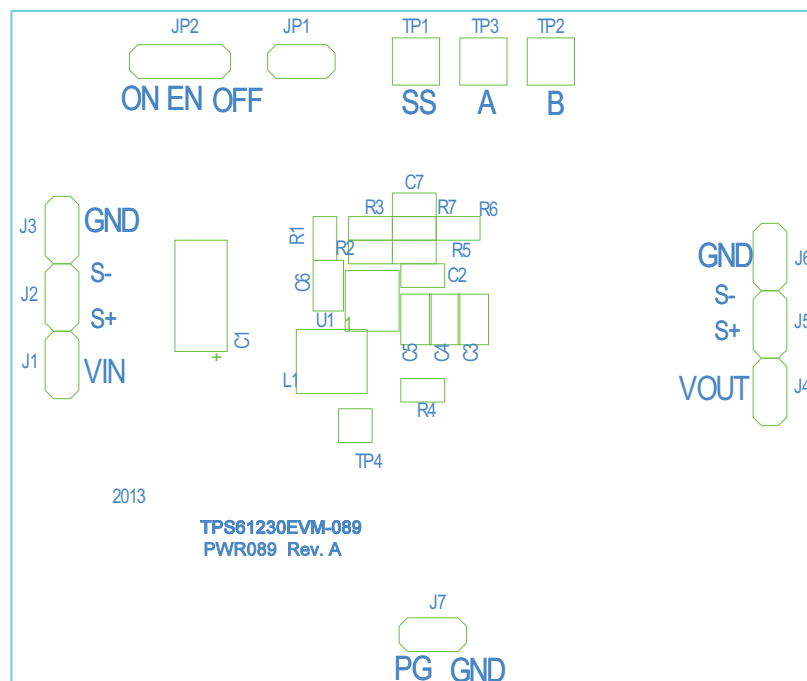 JP2 JP1 TP1 TP3 TP2
ON EN OFF SS A B
C7
R3 R7 R6
R1
R2 R5
J3 GND
GND J6
S-
C6 C2
J2
S-
S+
J5
S+
U1 1
C1
C5 C4 C3
J1
VIN
L1
VOUT J4
R4
TP4
2013
TPS61230EVM-089
PWR089 Rev. A
J7
PG GND